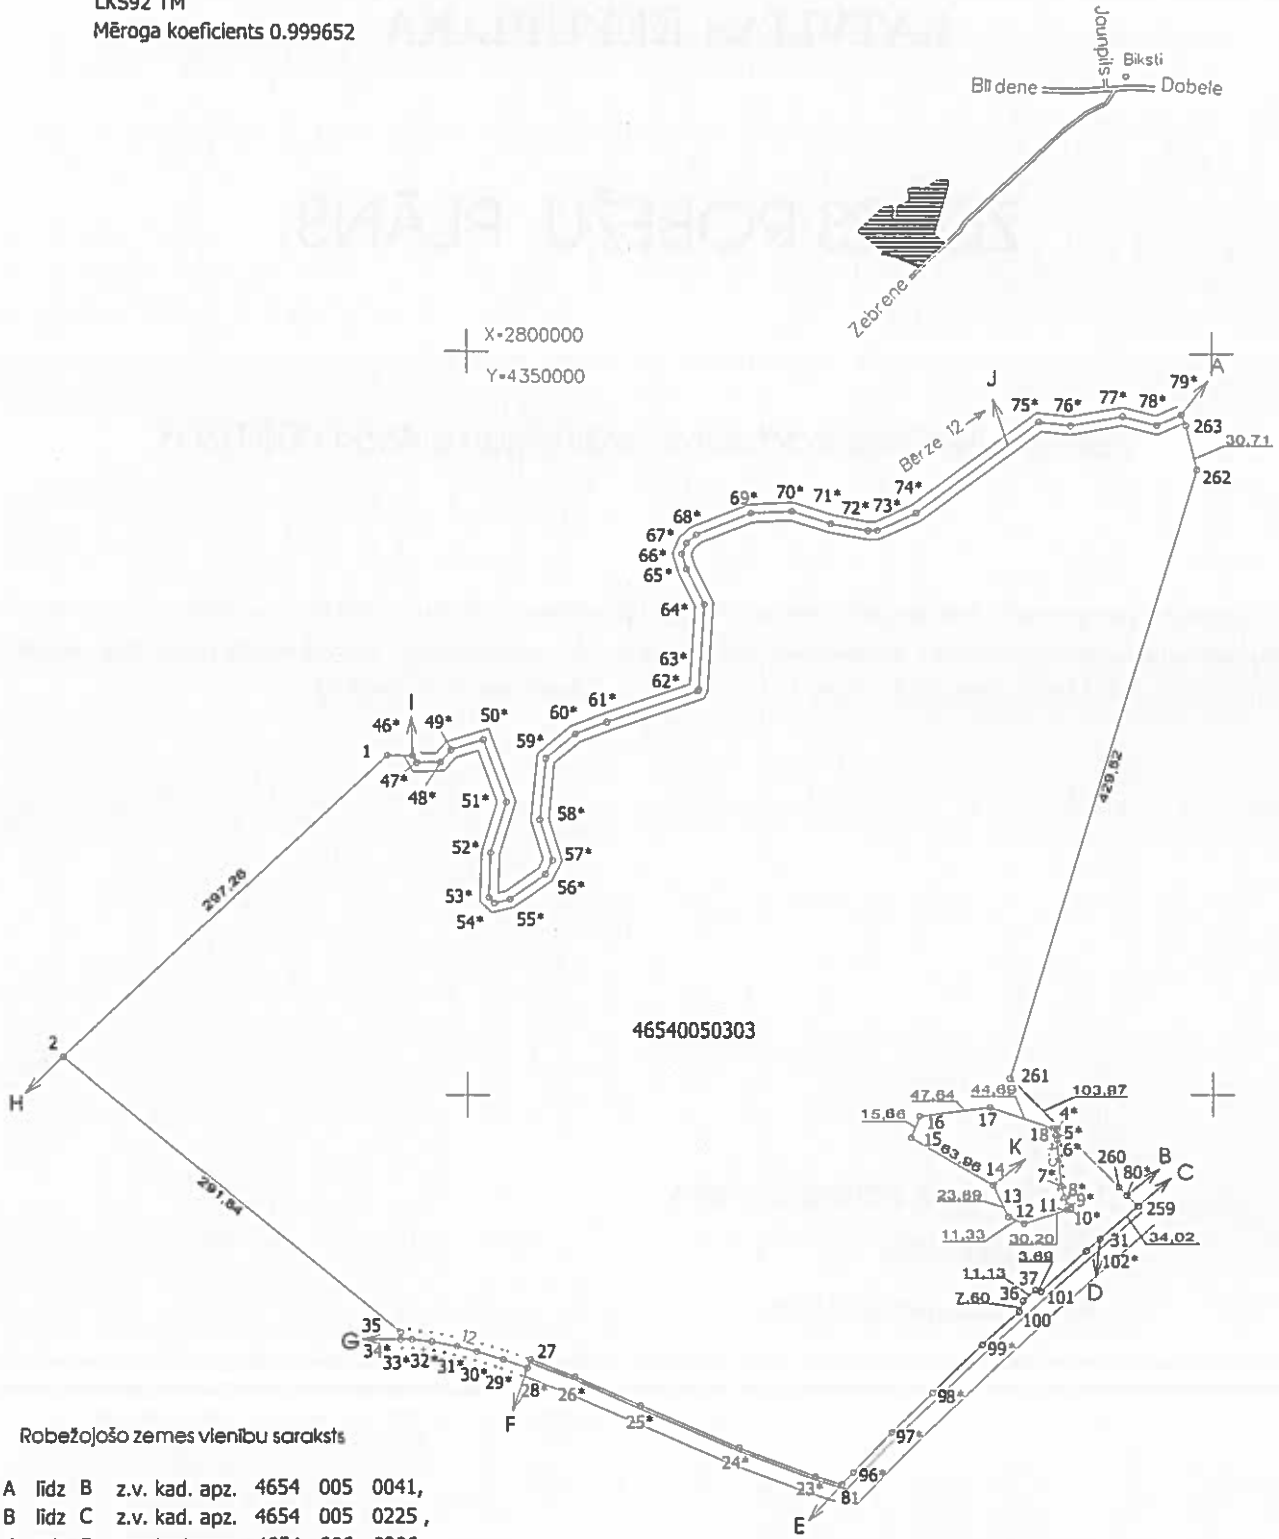 LKS92 TM
Mēroga koeficients 0.999652
Jaunpils
Biksti
Bīdene
Dobele
Zebrene
X=2800000
Y=4350000
J
79*
A
75* 76* 77* 78*
263
30,71
262
Bērze 12
74*
69* 70* 71* 72* 73*
68*
67*
66*
65*
64*
63*
62*
61*
60*
59*
I
46* 49* 50*
1
47*
48*
51*
58*
52*
57*
56*
53*
54* 55*
429,52
297,26
46540050303
2
H
261
44,69 103,97
47,64
4*
15,86
16 17
18 5*
15
6*
K
63,96
14
260 80* B
C
7*
8*
23,89 13
9*
259
12 11 10*
11,33
30,20
31 34,02
3,69
102*
11,13 37
D
36 101
7,60
100
291,84
35
12
G
27
99*
34* 33* 32* 31* 30* 29* 28* 26*
98*
25*
F
97*
24*
96*
23*
81
E
Robežojošo zemes vienību saraksts
A līdz B z.v. kad. apz. 4654 005 0041,
B līdz C z.v. kad. apz. 4654 005 0225 ,